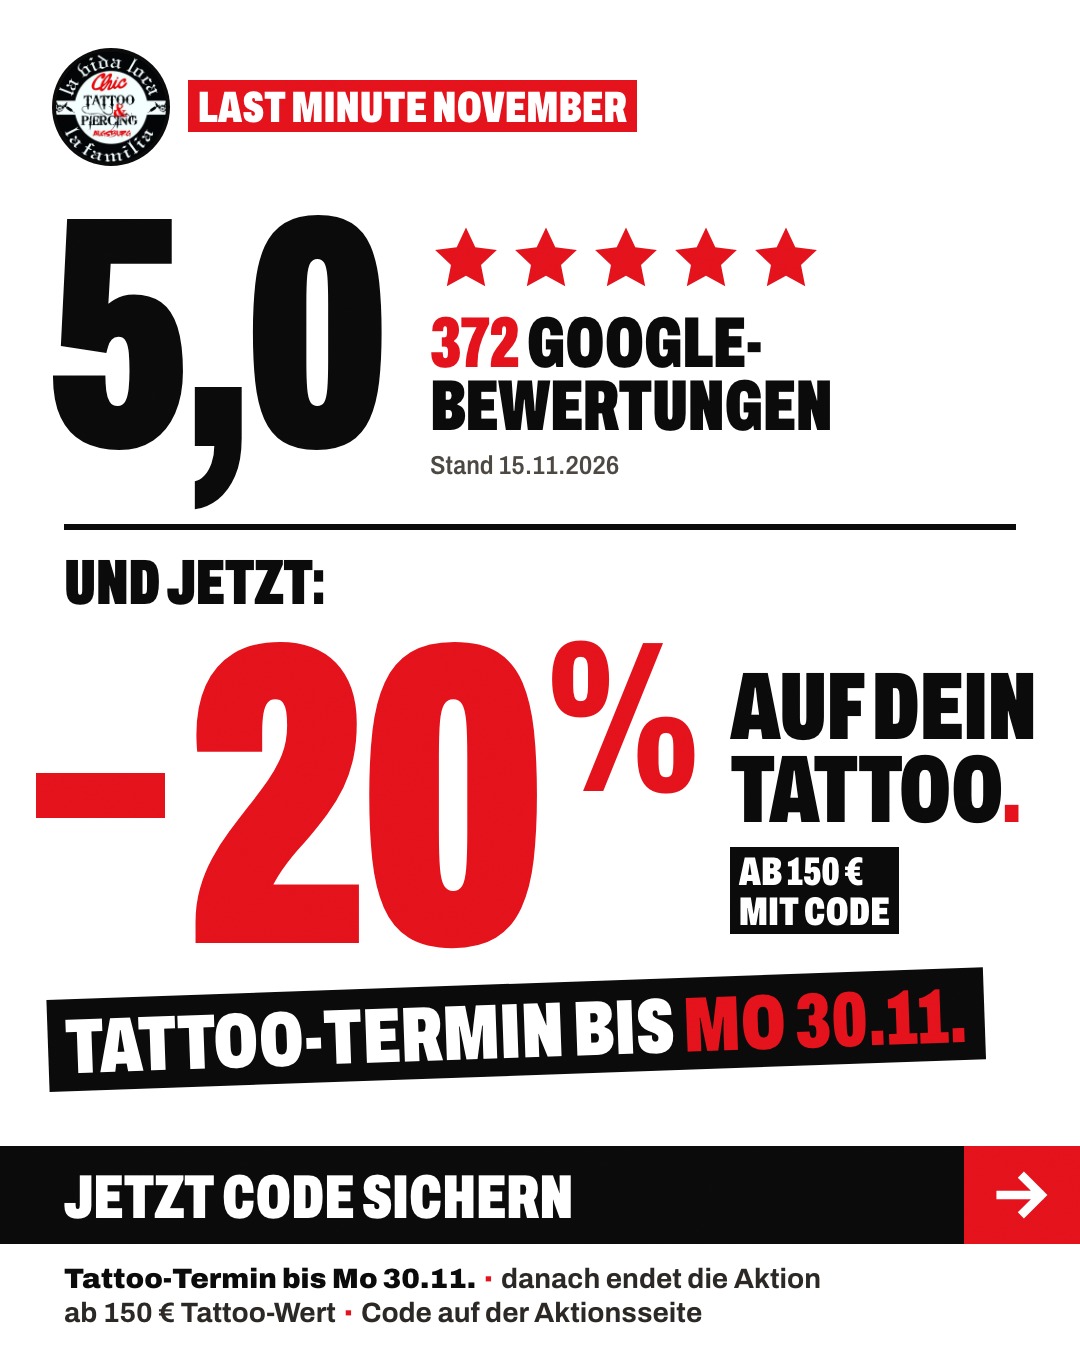 la vida loca
Chic
TATTOO
&
PIERCING
AUGSBURG
la familia
LAST MINUTE NOVEMBER
5,0
372 GOOGLE-
BEWERTUNGEN
Stand 15.11.2026
UND JETZT:
–20%
AUF DEIN
TATTOO.
AB 150 €
MIT CODE
TATTOO-TERMIN BIS MO 30.11.
JETZT CODE SICHERN
Tattoo-Termin bis Mo 30.11. · danach endet die Aktion
ab 150 € Tattoo-Wert · Code auf der Aktionsseite